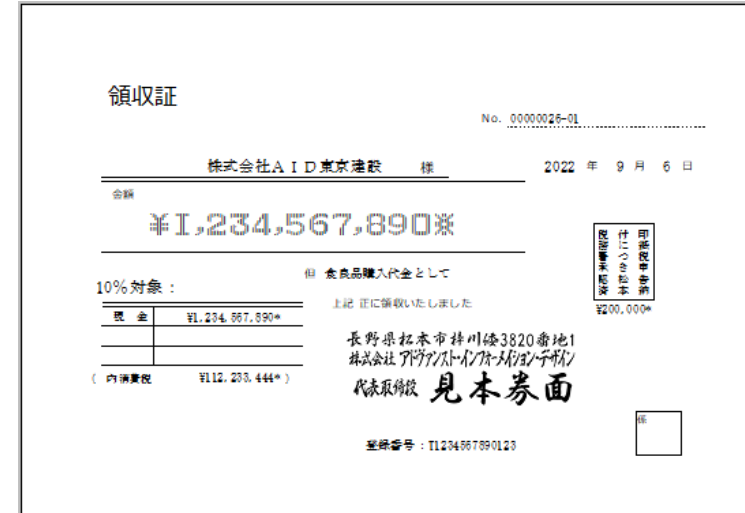 領収証
No. 00000026-01
株式会社AID東京建設 様
2022 年 9 月 6 日
金額
¥1,234,567,890※
但 食良品購入代金として
上記 正に領収いたしました
印紙税申告納
付につき松本
税務署承認済
¥200,000*
10%対象：
現 金 ¥1,234,567,890*
( 内消費税 ¥112,233,444* )
長野県松本市梓川倭3820番地1
株式会社 アドヴァンスト・インフォーメイション・デザイン
代表取締役 見本券面
登録番号：T1234567890123
係